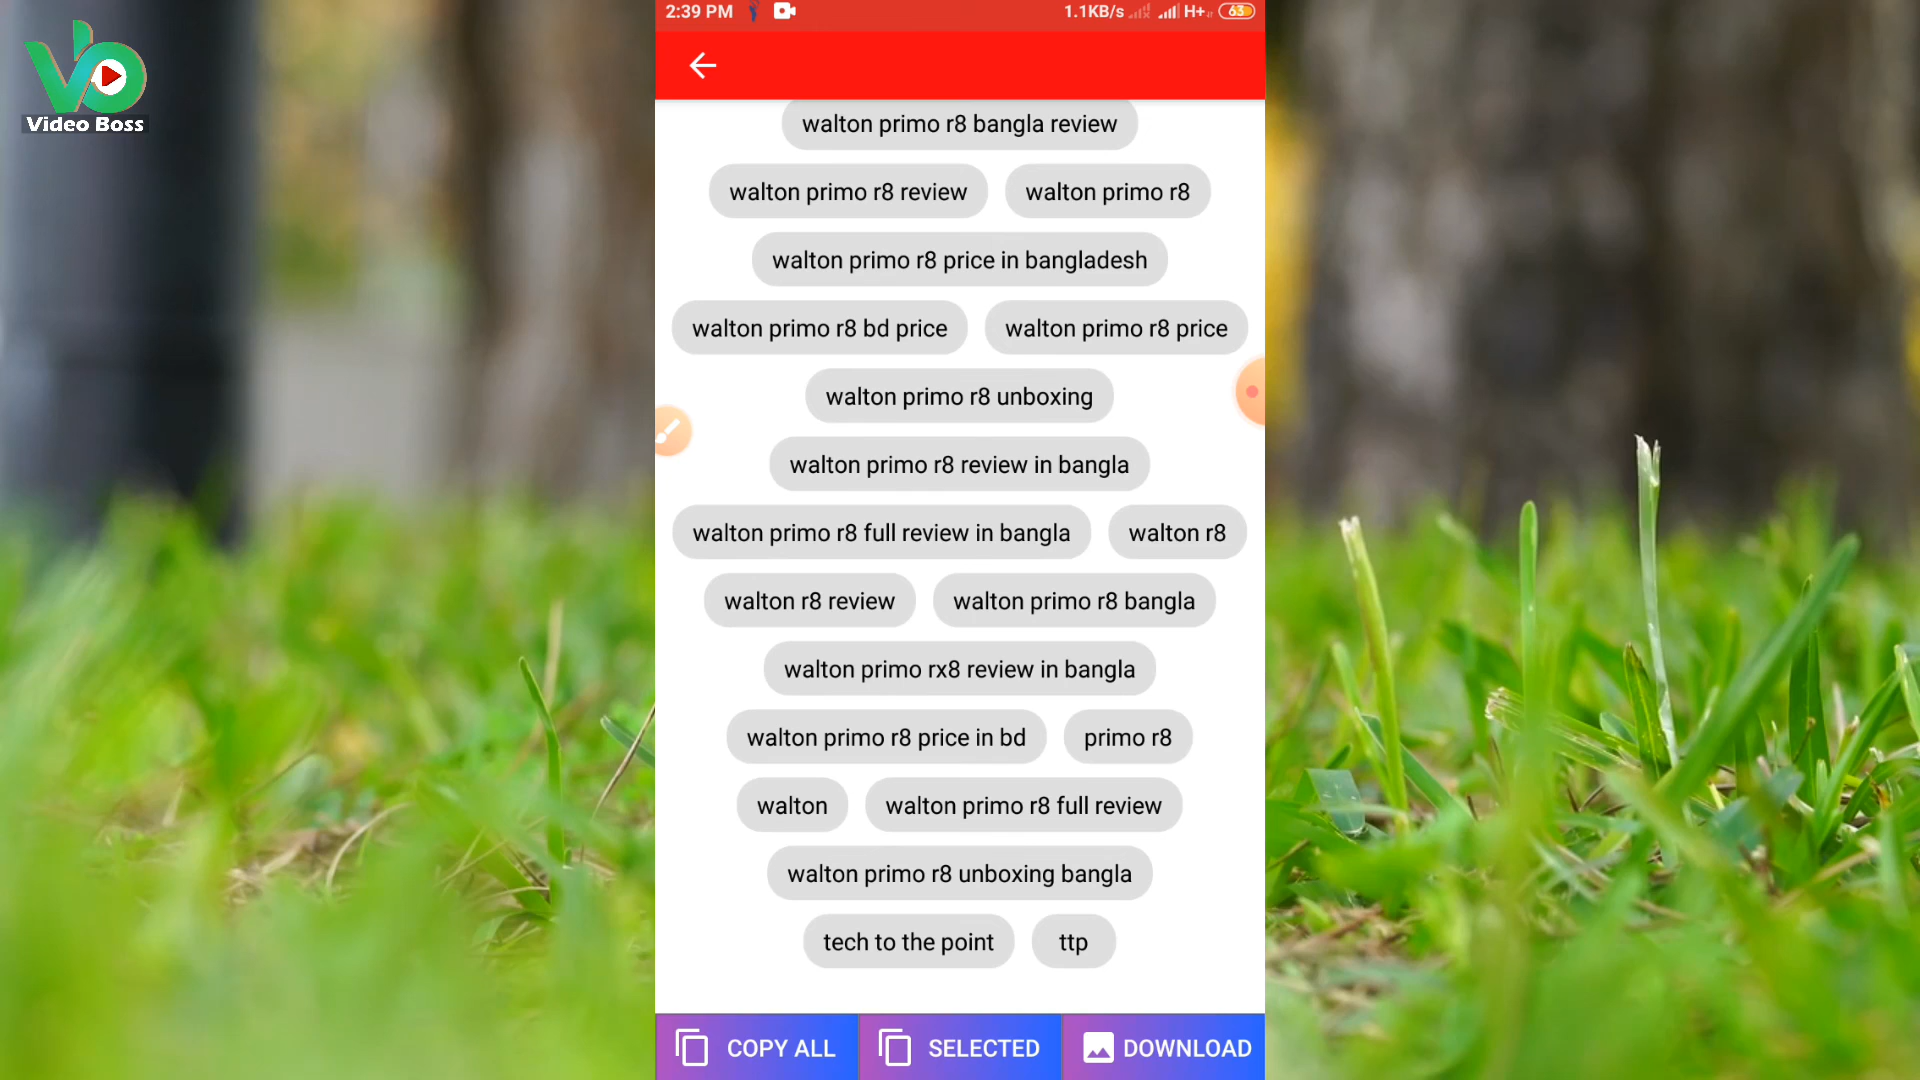 2:39 PM 1.1KB/s H+ 63
Video Boss
walton primo r8 bangla review
walton primo r8 review walton primo r8
walton primo r8 price in bangladesh
walton primo r8 bd price walton primo r8 price
walton primo r8 unboxing
walton primo r8 review in bangla
walton primo r8 full review in bangla walton r8
walton r8 review walton primo r8 bangla
walton primo rx8 review in bangla
walton primo r8 price in bd primo r8
walton walton primo r8 full review
walton primo r8 unboxing bangla
tech to the point ttp
COPY ALL SELECTED DOWNLOAD